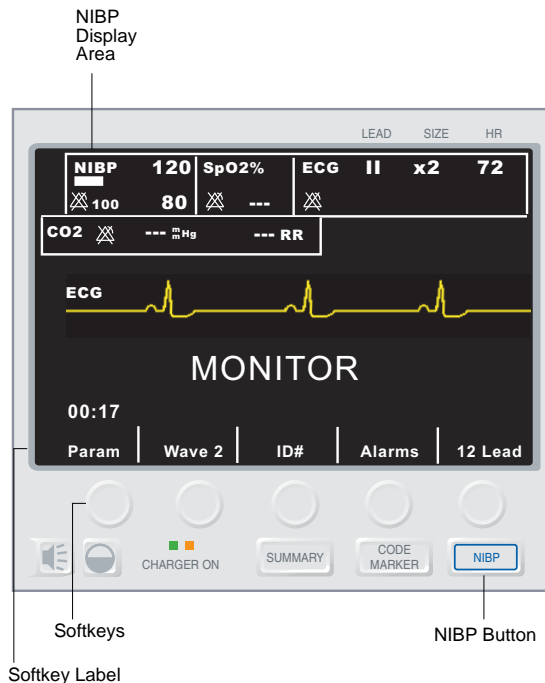 NIBP
Display
Area
LEAD SIZE HR
NIBP 120 SpO2% ECG II x2 72
100 80 ---
CO2 --- mmHg --- RR
ECG
MONITOR
00:17
Param Wave 2 ID# Alarms 12 Lead
CHARGER ON SUMMARY CODE MARKER NIBP
Softkeys NIBP Button
Softkey Label